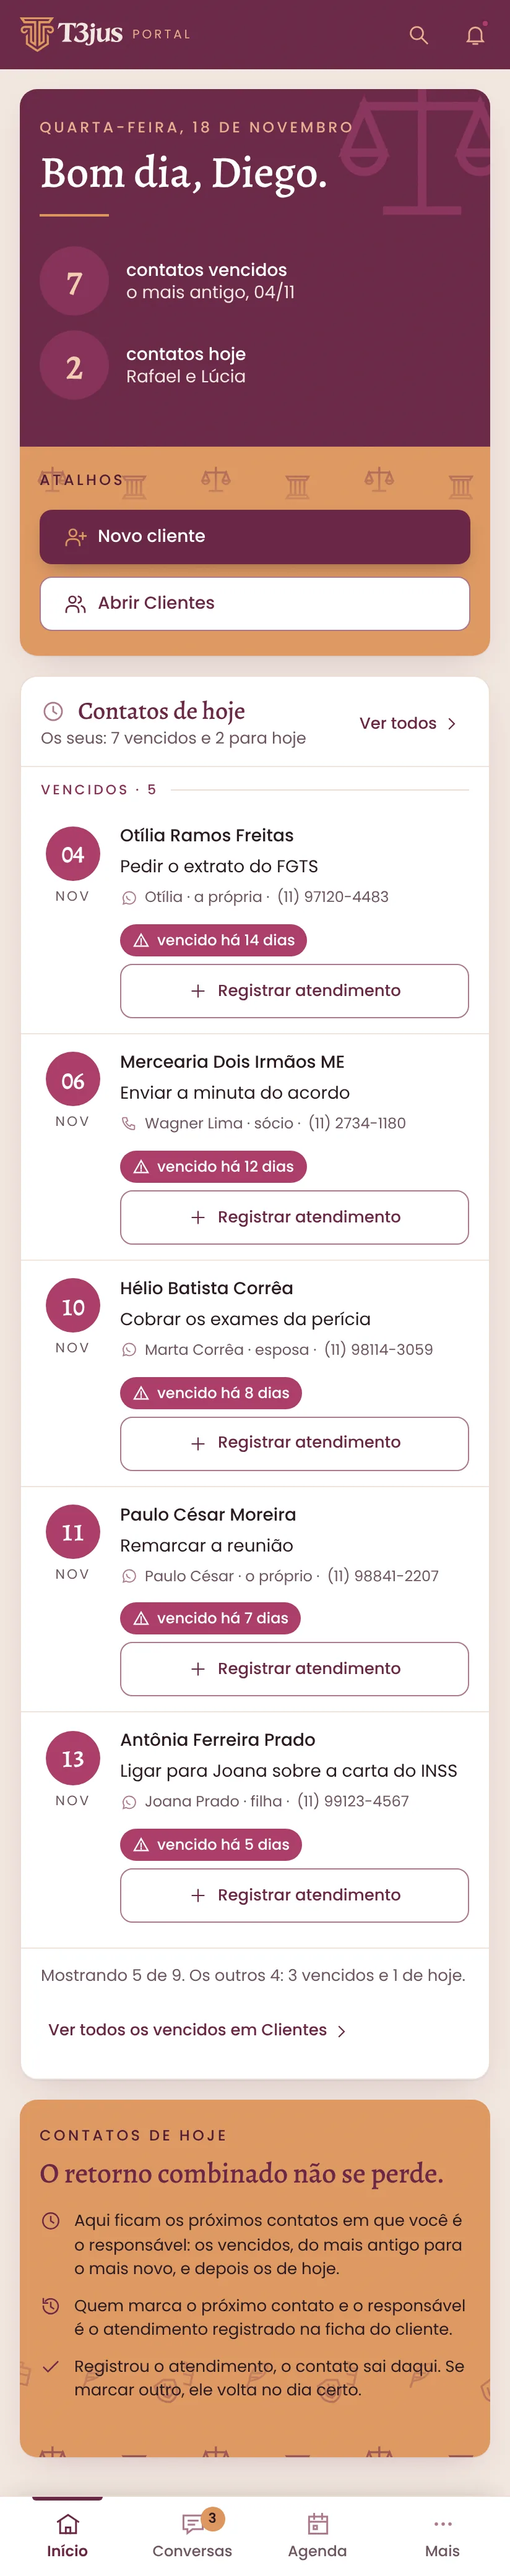 T3jus PORTAL
QUARTA-FEIRA, 18 DE NOVEMBRO
Bom dia, Diego.
7
contatos vencidos
o mais antigo, 04/11
2
contatos hoje
Rafael e Lúcia
ATALHOS
Novo cliente
Abrir Clientes
Contatos de hoje
Os seus: 7 vencidos e 2 para hoje
Ver todos
VENCIDOS · 5
04
NOV
Otília Ramos Freitas
Pedir o extrato do FGTS
Otília · a própria · (11) 97120-4483
vencido há 14 dias
Registrar atendimento
06
NOV
Mercearia Dois Irmãos ME
Enviar a minuta do acordo
Wagner Lima · sócio · (11) 2734-1180
vencido há 12 dias
Registrar atendimento
10
NOV
Hélio Batista Corrêa
Cobrar os exames da perícia
Marta Corrêa · esposa · (11) 98114-3059
vencido há 8 dias
Registrar atendimento
11
NOV
Paulo César Moreira
Remarcar a reunião
Paulo César · o próprio · (11) 98841-2207
vencido há 7 dias
Registrar atendimento
13
NOV
Antônia Ferreira Prado
Ligar para Joana sobre a carta do INSS
Joana Prado · filha · (11) 99123-4567
vencido há 5 dias
Registrar atendimento
Mostrando 5 de 9. Os outros 4: 3 vencidos e 1 de hoje.
Ver todos os vencidos em Clientes
CONTATOS DE HOJE
O retorno combinado não se perde.
Aqui ficam os próximos contatos em que você é
o responsável: os vencidos, do mais antigo para
o mais novo, e depois os de hoje.
Quem marca o próximo contato e o responsável
é o atendimento registrado na ficha do cliente.
Registrou o atendimento, o contato sai daqui. Se
marcar outro, ele volta no dia certo.
Início
3
Conversas
Agenda
Mais